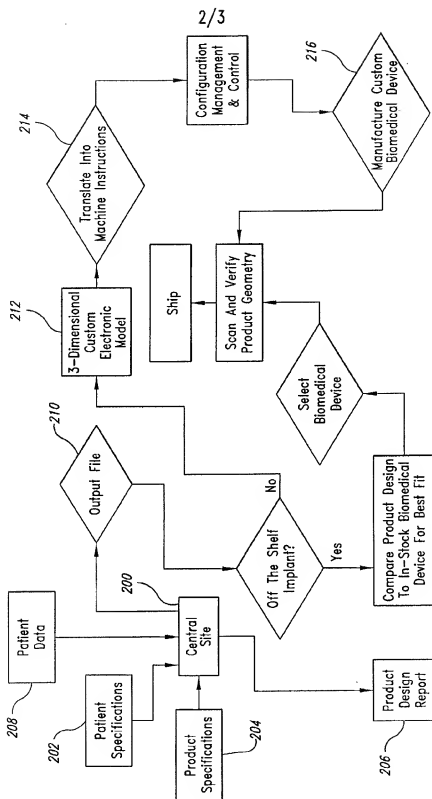 2/3
208
Patient
Data
202
Patient
Specifications
Product
Specifications
204
200
Central
Site
Product
Design
Report
206
210
Output File
Off The Shelf
Implant?
No
Yes
Compare Product Design
To In-Stock Biomedical
Device For Best Fit
Select
Biomedical
Device
212
3-Dimensional
Custom
Electronic
Model
214
Translate Into
Machine Instructions
Configuration
Management
& Control
216
Manufacture Custom
Biomedical Device
Scan And Verify
Product Geometry
Ship